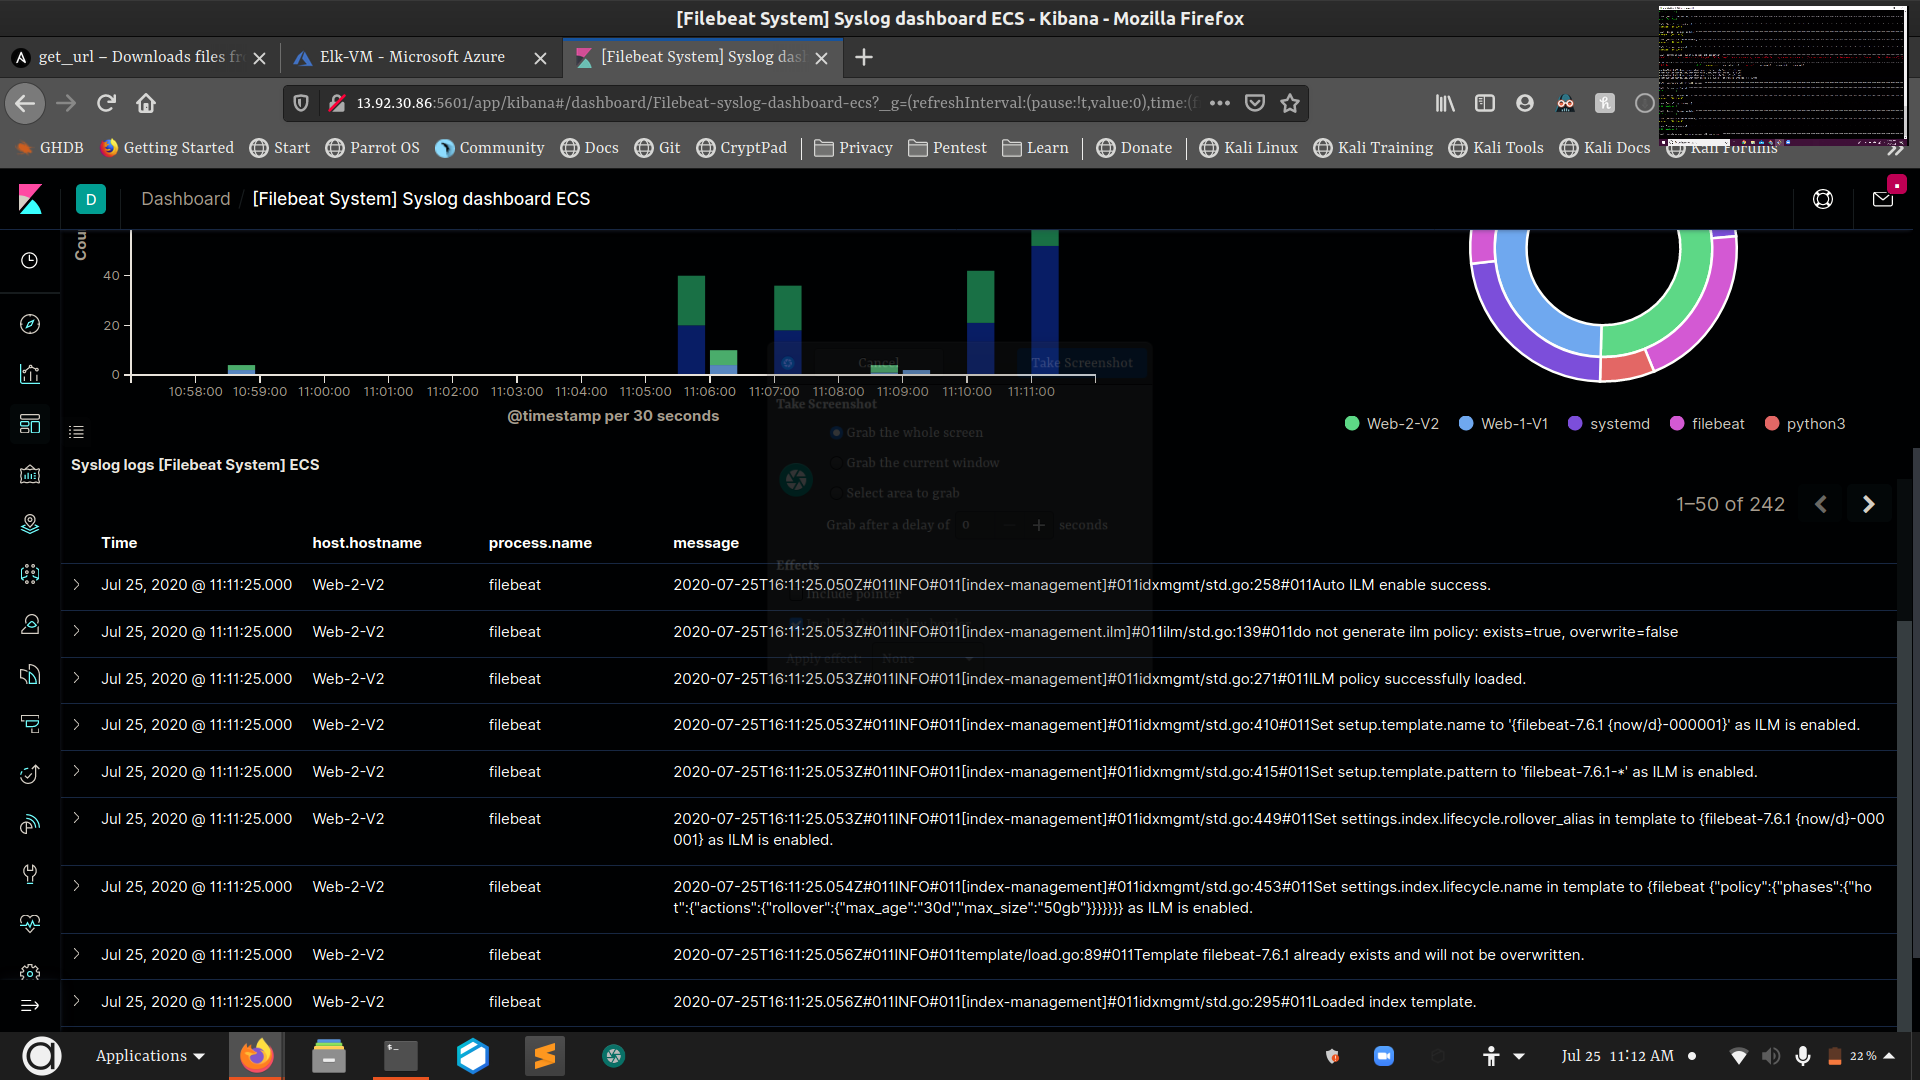 [Filebeat System] Syslog dashboard ECS - Kibana - Mozilla Firefox
get_url – Downloads files fr
Elk-VM - Microsoft Azure
[Filebeat System] Syslog das
13.92.30.86:5601/app/kibana#/dashboard/Filebeat-syslog-dashboard-ecs?_g=(refreshInterval:(pause:!t,value:0),time:(f
GHDB Getting Started Start Parrot OS Community Docs Git CryptPad Privacy Pentest Learn Donate Kali Linux Kali Training Kali Tools Kali Docs Kali Forums
D Dashboard / [Filebeat System] Syslog dashboard ECS
Cou
40
20
0
10:58:00 10:59:00 11:00:00 11:01:00 11:02:00 11:03:00 11:04:00 11:05:00 11:06:00 11:07:00 11:08:00 11:09:00 11:10:00 11:11:00
@timestamp per 30 seconds
Web-2-V2 Web-1-V1 systemd filebeat python3
Cancel Take Screenshot
Take Screenshot
Grab the whole screen
Grab the current window
Select area to grab
Grab after a delay of 0 seconds
Effects
Include pointer
Apply effect: None
Syslog logs [Filebeat System] ECS
1–50 of 242
Time host.hostname process.name message
Jul 25, 2020 @ 11:11:25.000 Web-2-V2 filebeat 2020-07-25T16:11:25.050Z#011INFO#011[index-management]#011idxmgmt/std.go:258#011Auto ILM enable success.
Jul 25, 2020 @ 11:11:25.000 Web-2-V2 filebeat 2020-07-25T16:11:25.053Z#011INFO#011[index-management.ilm]#011ilm/std.go:139#011do not generate ilm policy: exists=true, overwrite=false
Jul 25, 2020 @ 11:11:25.000 Web-2-V2 filebeat 2020-07-25T16:11:25.053Z#011INFO#011[index-management]#011idxmgmt/std.go:271#011ILM policy successfully loaded.
Jul 25, 2020 @ 11:11:25.000 Web-2-V2 filebeat 2020-07-25T16:11:25.053Z#011INFO#011[index-management]#011idxmgmt/std.go:410#011Set setup.template.name to '{filebeat-7.6.1 {now/d}-000001}' as ILM is enabled.
Jul 25, 2020 @ 11:11:25.000 Web-2-V2 filebeat 2020-07-25T16:11:25.053Z#011INFO#011[index-management]#011idxmgmt/std.go:415#011Set setup.template.pattern to 'filebeat-7.6.1-*' as ILM is enabled.
Jul 25, 2020 @ 11:11:25.000 Web-2-V2 filebeat 2020-07-25T16:11:25.053Z#011INFO#011[index-management]#011idxmgmt/std.go:449#011Set settings.index.lifecycle.rollover_alias in template to {filebeat-7.6.1 {now/d}-000
001} as ILM is enabled.
Jul 25, 2020 @ 11:11:25.000 Web-2-V2 filebeat 2020-07-25T16:11:25.054Z#011INFO#011[index-management]#011idxmgmt/std.go:453#011Set settings.index.lifecycle.name in template to {filebeat {"policy":{"phases":{"ho
t":{"actions":{"rollover":{"max_age":"30d","max_size":"50gb"}}}}}}} as ILM is enabled.
Jul 25, 2020 @ 11:11:25.000 Web-2-V2 filebeat 2020-07-25T16:11:25.056Z#011INFO#011template/load.go:89#011Template filebeat-7.6.1 already exists and will not be overwritten.
Jul 25, 2020 @ 11:11:25.000 Web-2-V2 filebeat 2020-07-25T16:11:25.056Z#011INFO#011[index-management]#011idxmgmt/std.go:295#011Loaded index template.
Applications
Jul 25 11:12 AM
22 %